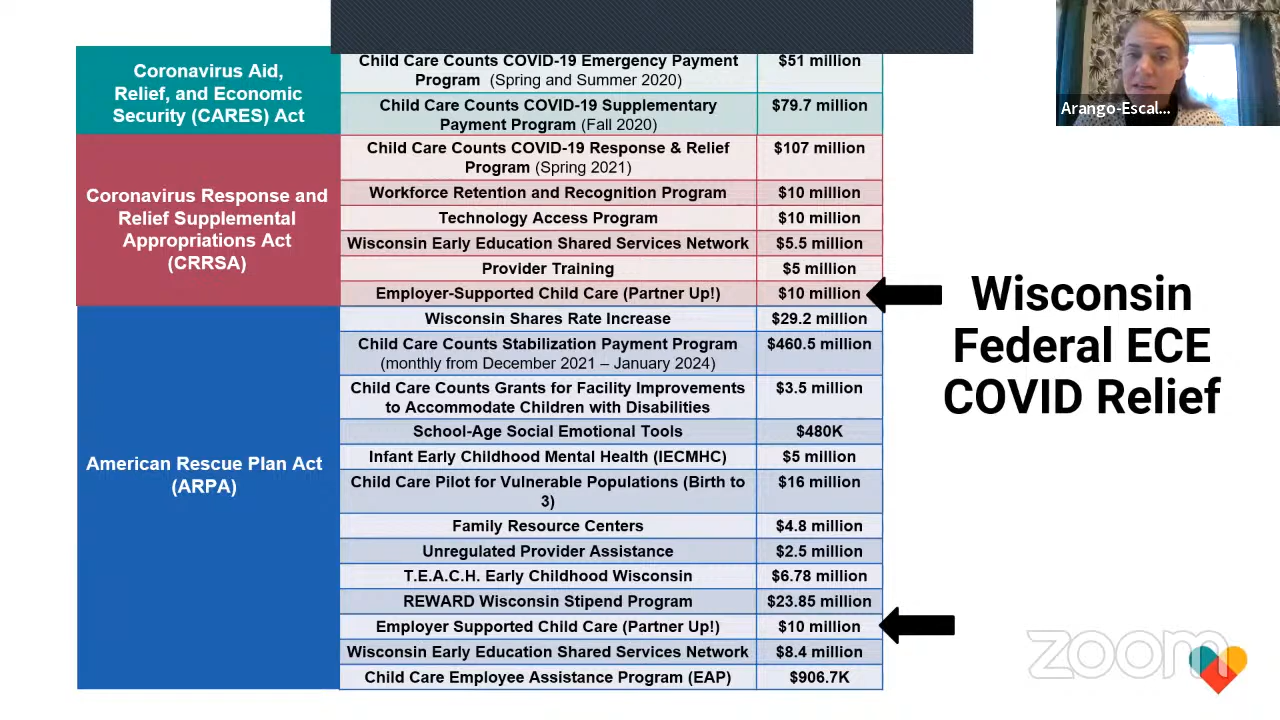 Coronavirus Aid,
Relief, and Economic
Security (CARES) Act
Child Care Counts COVID-19 Emergency Payment
Program (Spring and Summer 2020)
$51 million
Child Care Counts COVID-19 Supplementary
Payment Program (Fall 2020)
$79.7 million
Coronavirus Response and
Relief Supplemental
Appropriations Act
(CRRSA)
Child Care Counts COVID-19 Response & Relief
Program (Spring 2021)
$107 million
Workforce Retention and Recognition Program
$10 million
Technology Access Program
$10 million
Wisconsin Early Education Shared Services Network
$5.5 million
Provider Training
$5 million
Employer-Supported Child Care (Partner Up!)
$10 million
American Rescue Plan Act
(ARPA)
Wisconsin Shares Rate Increase
$29.2 million
Child Care Counts Stabilization Payment Program
(monthly from December 2021 – January 2024)
$460.5 million
Child Care Counts Grants for Facility Improvements
to Accommodate Children with Disabilities
$3.5 million
School-Age Social Emotional Tools
$480K
Infant Early Childhood Mental Health (IECMHC)
$5 million
Child Care Pilot for Vulnerable Populations (Birth to
3)
$16 million
Family Resource Centers
$4.8 million
Unregulated Provider Assistance
$2.5 million
T.E.A.C.H. Early Childhood Wisconsin
$6.78 million
REWARD Wisconsin Stipend Program
$23.85 million
Employer Supported Child Care (Partner Up!)
$10 million
Wisconsin Early Education Shared Services Network
$8.4 million
Child Care Employee Assistance Program (EAP)
$906.7K
Wisconsin
Federal ECE
COVID Relief
Arango-Escal...
zoom